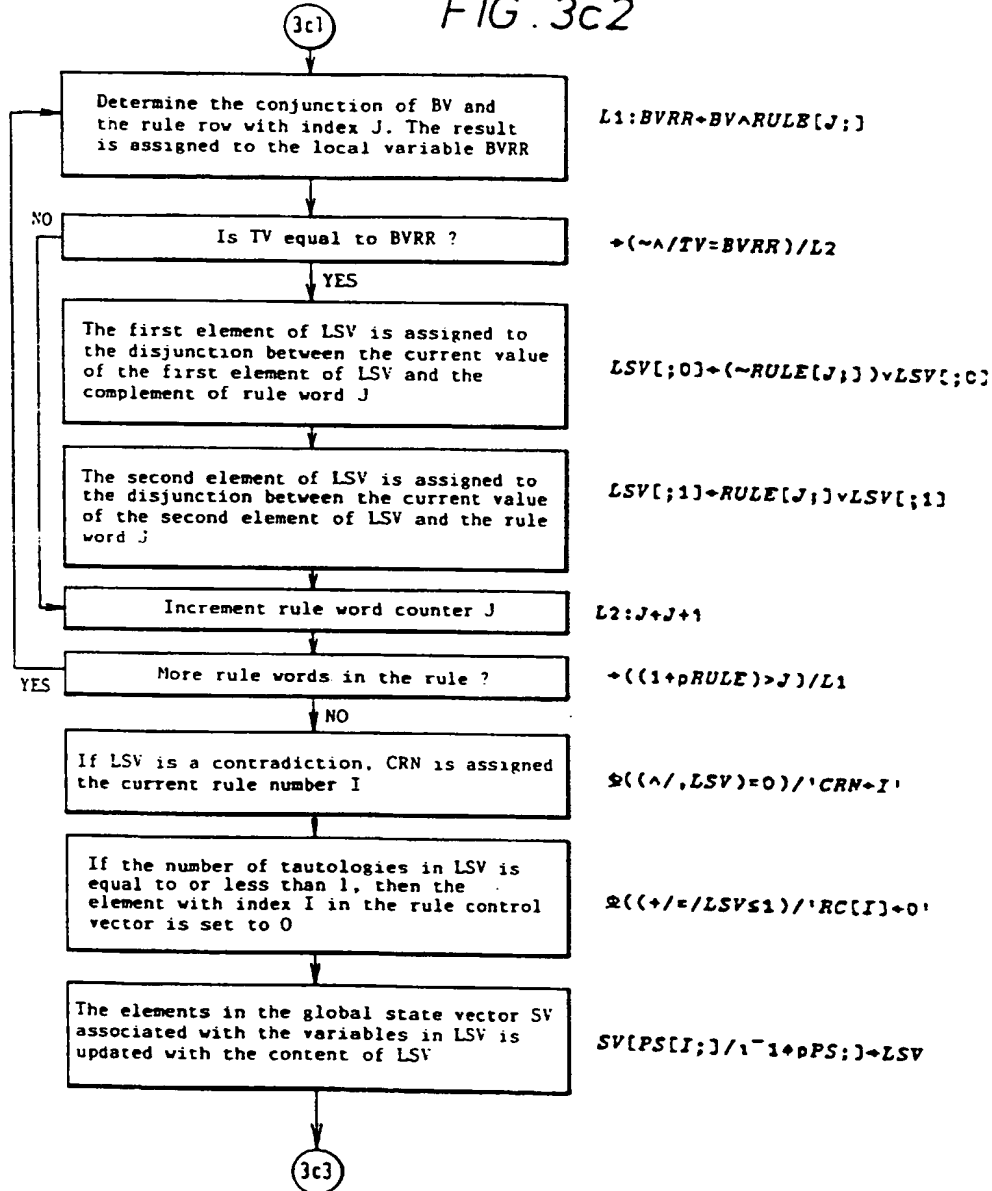 FIG. 3c2
3c1
Determine the conjunction of BV and
the rule row with index J. The result
is assigned to the local variable BVRR
L1:BVRR←BV∧RULE[J;]
NO
Is TV equal to BVRR ?
→(~∧/TV=BVRR)/L2
YES
The first element of LSV is assigned to
the disjunction between the current value
of the first element of LSV and the
complement of rule word J
LSV[;0]←(~RULE[J;])∨LSV[;0]
The second element of LSV is assigned to
the disjunction between the current value
of the second element of LSV and the rule
word J
LSV[;1]←RULE[J;]∨LSV[;1]
Increment rule word counter J
L2:J←J+1
More rule words in the rule ?
→((1↑ρRULE)>J)/L1
YES
NO
If LSV is a contradiction, CRN is assigned
the current rule number I
⍎((∧/,LSV)=0)/'CRN←I'
If the number of tautologies in LSV is
equal to or less than 1, then the
element with index I in the rule control
vector is set to 0
⍎((+/=/LSV≤1)/'RC[I]←0'
The elements in the global state vector SV
associated with the variables in LSV is
updated with the content of LSV
SV[PS[I;]/⍳¯1↑ρPS;]←LSV
3c3